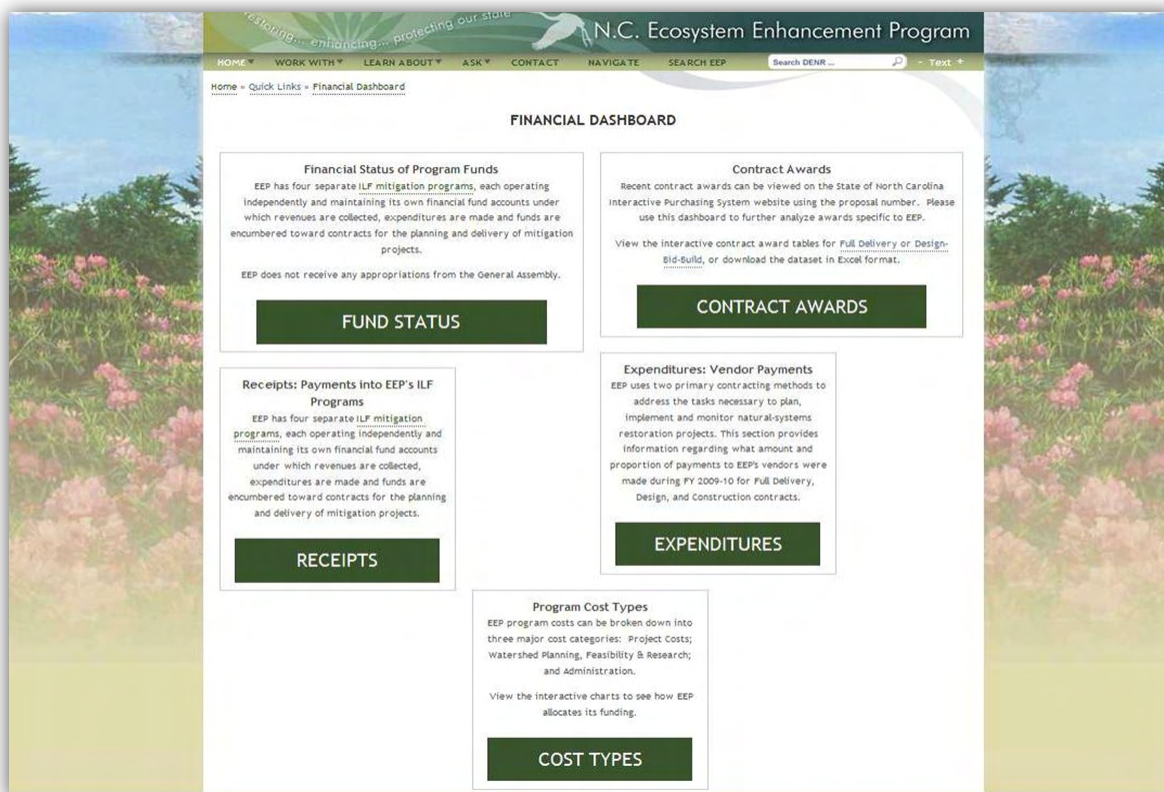 restoring... enhancing... protecting our state
N.C. Ecosystem Enhancement Program
HOME WORK WITH LEARN ABOUT ASK CONTACT NAVIGATE SEARCH EEP Search DENR ... - Text +
Home » Quick Links » Financial Dashboard
FINANCIAL DASHBOARD
Financial Status of Program Funds
EEP has four separate ILF mitigation programs, each operating
independently and maintaining its own financial fund accounts under
which revenues are collected, expenditures are made and funds are
encumbered toward contracts for the planning and delivery of mitigation
projects.
EEP does not receive any appropriations from the General Assembly.
FUND STATUS
Contract Awards
Recent contract awards can be viewed on the State of North Carolina
Interactive Purchasing System website using the proposal number. Please
use this dashboard to further analyze awards specific to EEP.
View the interactive contract award tables for Full Delivery or Design-
Bid-Build, or download the dataset in Excel format.
CONTRACT AWARDS
Receipts: Payments into EEP's ILF
Programs
EEP has four separate ILF mitigation
programs, each operating independently and
maintaining its own financial fund accounts
under which revenues are collected,
expenditures are made and funds are
encumbered toward contracts for the planning
and delivery of mitigation projects.
RECEIPTS
Expenditures: Vendor Payments
EEP uses two primary contracting methods to
address the tasks necessary to plan,
implement and monitor natural-systems
restoration projects. This section provides
information regarding what amount and
proportion of payments to EEP's vendors were
made during FY 2009-10 for Full Delivery,
Design, and Construction contracts.
EXPENDITURES
Program Cost Types
EEP program costs can be broken down into
three major cost categories: Project Costs;
Watershed Planning, Feasibility & Research;
and Administration.
View the interactive charts to see how EEP
allocates its funding.
COST TYPES